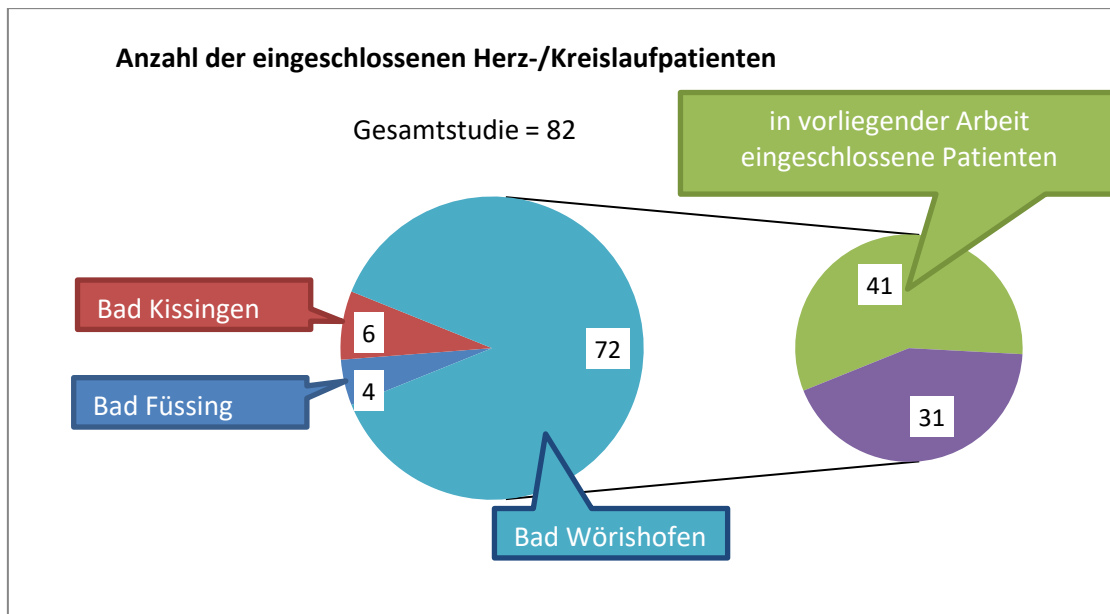 Anzahl der eingeschlossenen Herz-/Kreislaufpatienten
Gesamtstudie = 82
in vorliegender Arbeit
eingeschlossene Patienten
Bad Kissingen
6
72
41
Bad Füssing
4
31
Bad Wörishofen